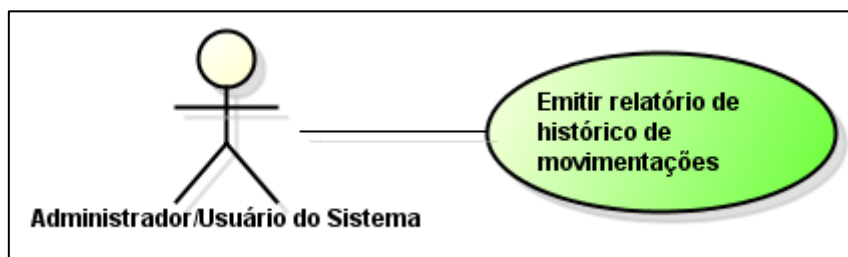 Emitir relatório de
histórico de
movimentações
Administrador/Usuário do Sistema